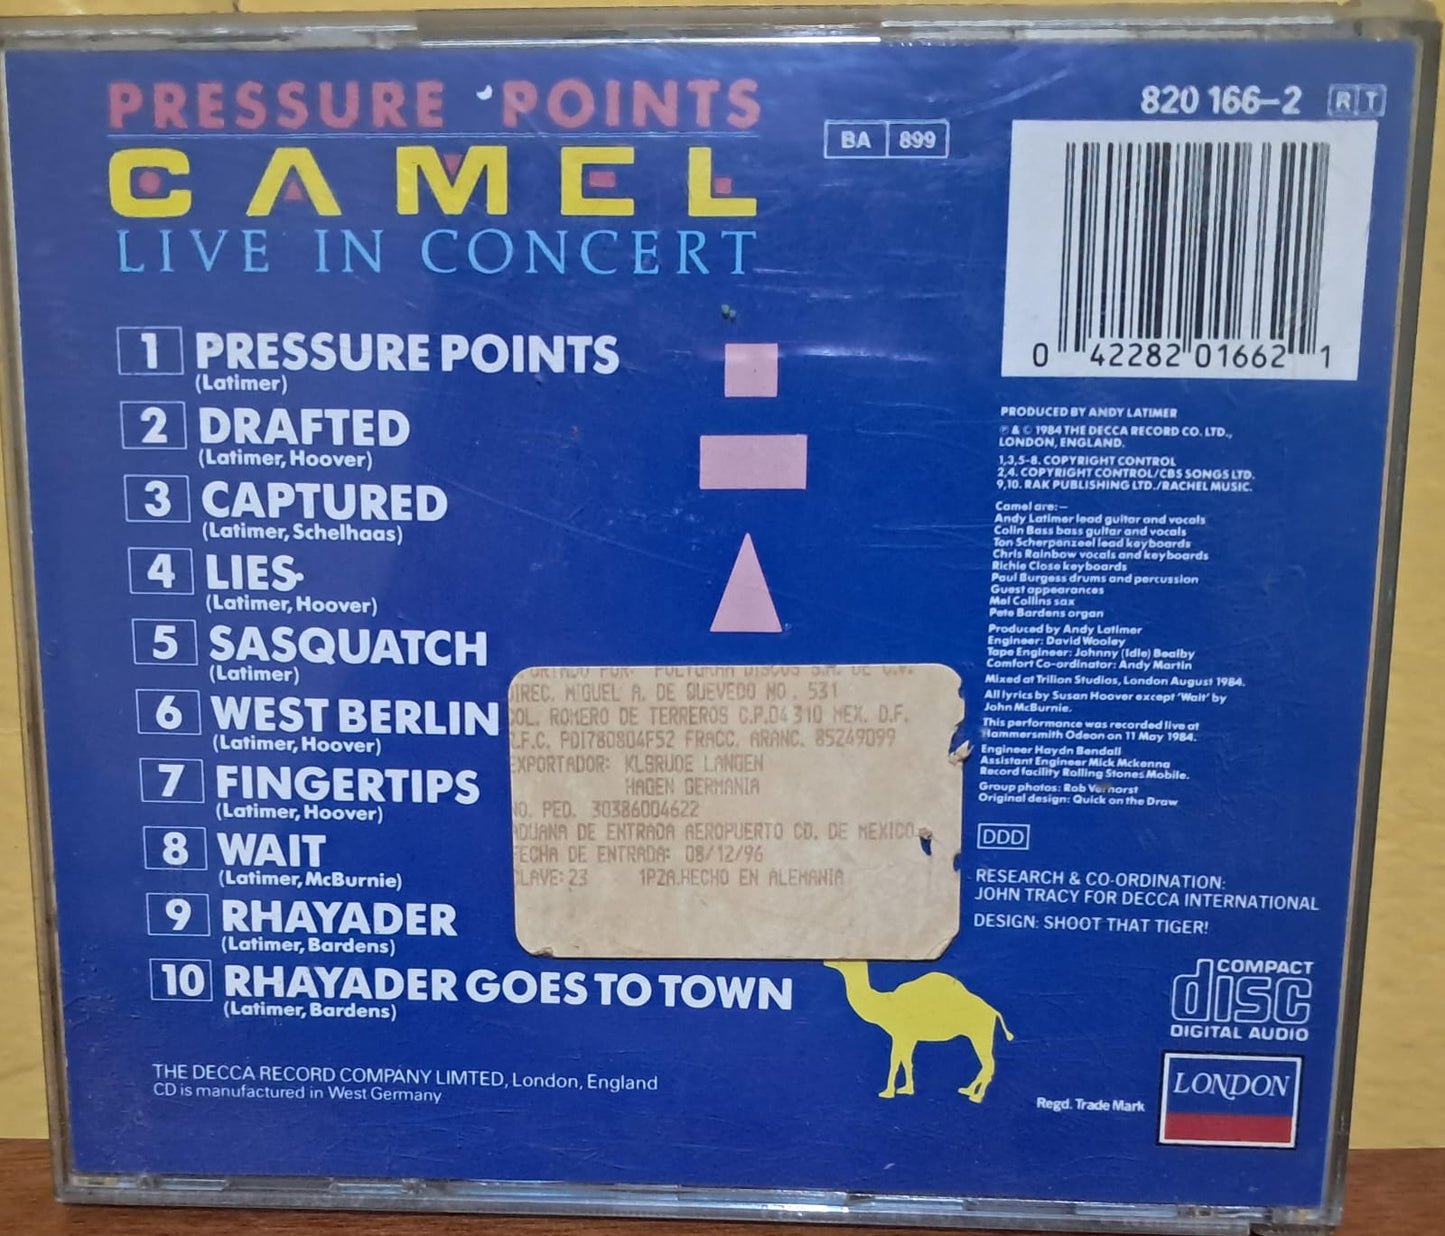 PRESSURE POINTS
CAMEL
LIVE IN CONCERT
BA 899
820 166-2 R T
0 42282 01662 1
1 PRESSURE POINTS
(Latimer)
2 DRAFTED
(Latimer, Hoover)
3 CAPTURED
(Latimer, Schelhaas)
4 LIES
(Latimer, Hoover)
5 SASQUATCH
(Latimer)
6 WEST BERLIN
(Latimer, Hoover)
7 FINGERTIPS
(Latimer, Hoover)
8 WAIT
(Latimer, McBurnie)
9 RHAYADER
(Latimer, Bardens)
10 RHAYADER GOES TO TOWN
(Latimer, Bardens)
THE DECCA RECORD COMPANY LIMTED, London, England
CD is manufactured in West Germany
POLYGRAM DISCOS S.A. DE C.V.
DIREC. MIGUEL A. DE QUEVEDO NO. 531
COL. ROMERO DE TERREROS C.P.04310 MEX. D.F.
R.F.C. PDI780804F52 FRACC. ARANC. 85249099
EXPORTADOR: KLSRUDE LANGEN
HAGEN GERMANIA
NO. PED. 30386004622
ADUANA DE ENTRADA AEROPUERTO CD. DE MEXICO
FECHA DE ENTRADA: 08/12/96
CLAVE:23 1P2A.HECHO EN ALEMANIA
PRODUCED BY ANDY LATIMER
℗ & © 1984 THE DECCA RECORD CO. LTD.,
LONDON, ENGLAND.
1,3,5-8. COPYRIGHT CONTROL
2,4. COPYRIGHT CONTROL/CBS SONGS LTD.
9,10. RAK PUBLISHING LTD./RACHEL MUSIC.
Camel are:–
Andy Latimer lead guitar and vocals
Colin Bass bass guitar and vocals
Ton Scherpenzeel lead keyboards
Chris Rainbow vocals and keyboards
Richie Close keyboards
Paul Burgess drums and percussion
Guest appearances
Mel Collins sax
Pete Bardens organ
Produced by Andy Latimer
Engineer: David Wooley
Tape Engineer: Johnny (Idle) Bealby
Comfort Co-ordinator: Andy Martin
Mixed at Trilion Studios, London August 1984.
All lyrics by Susan Hoover except 'Wait' by
John McBurnie.
This performance was recorded live at
Hammersmith Odeon on 11 May 1984.
Engineer Haydn Bendall
Assistant Engineer Mick Mckenna
Record facility Rolling Stones Mobile.
Group photos: Rob Verhorst
Original design: Quick on the Draw
DDD
RESEARCH & CO-ORDINATION:
JOHN TRACY FOR DECCA INTERNATIONAL
DESIGN: SHOOT THAT TIGER!
COMPACT
disc
DIGITAL AUDIO
Regd. Trade Mark
LONDON